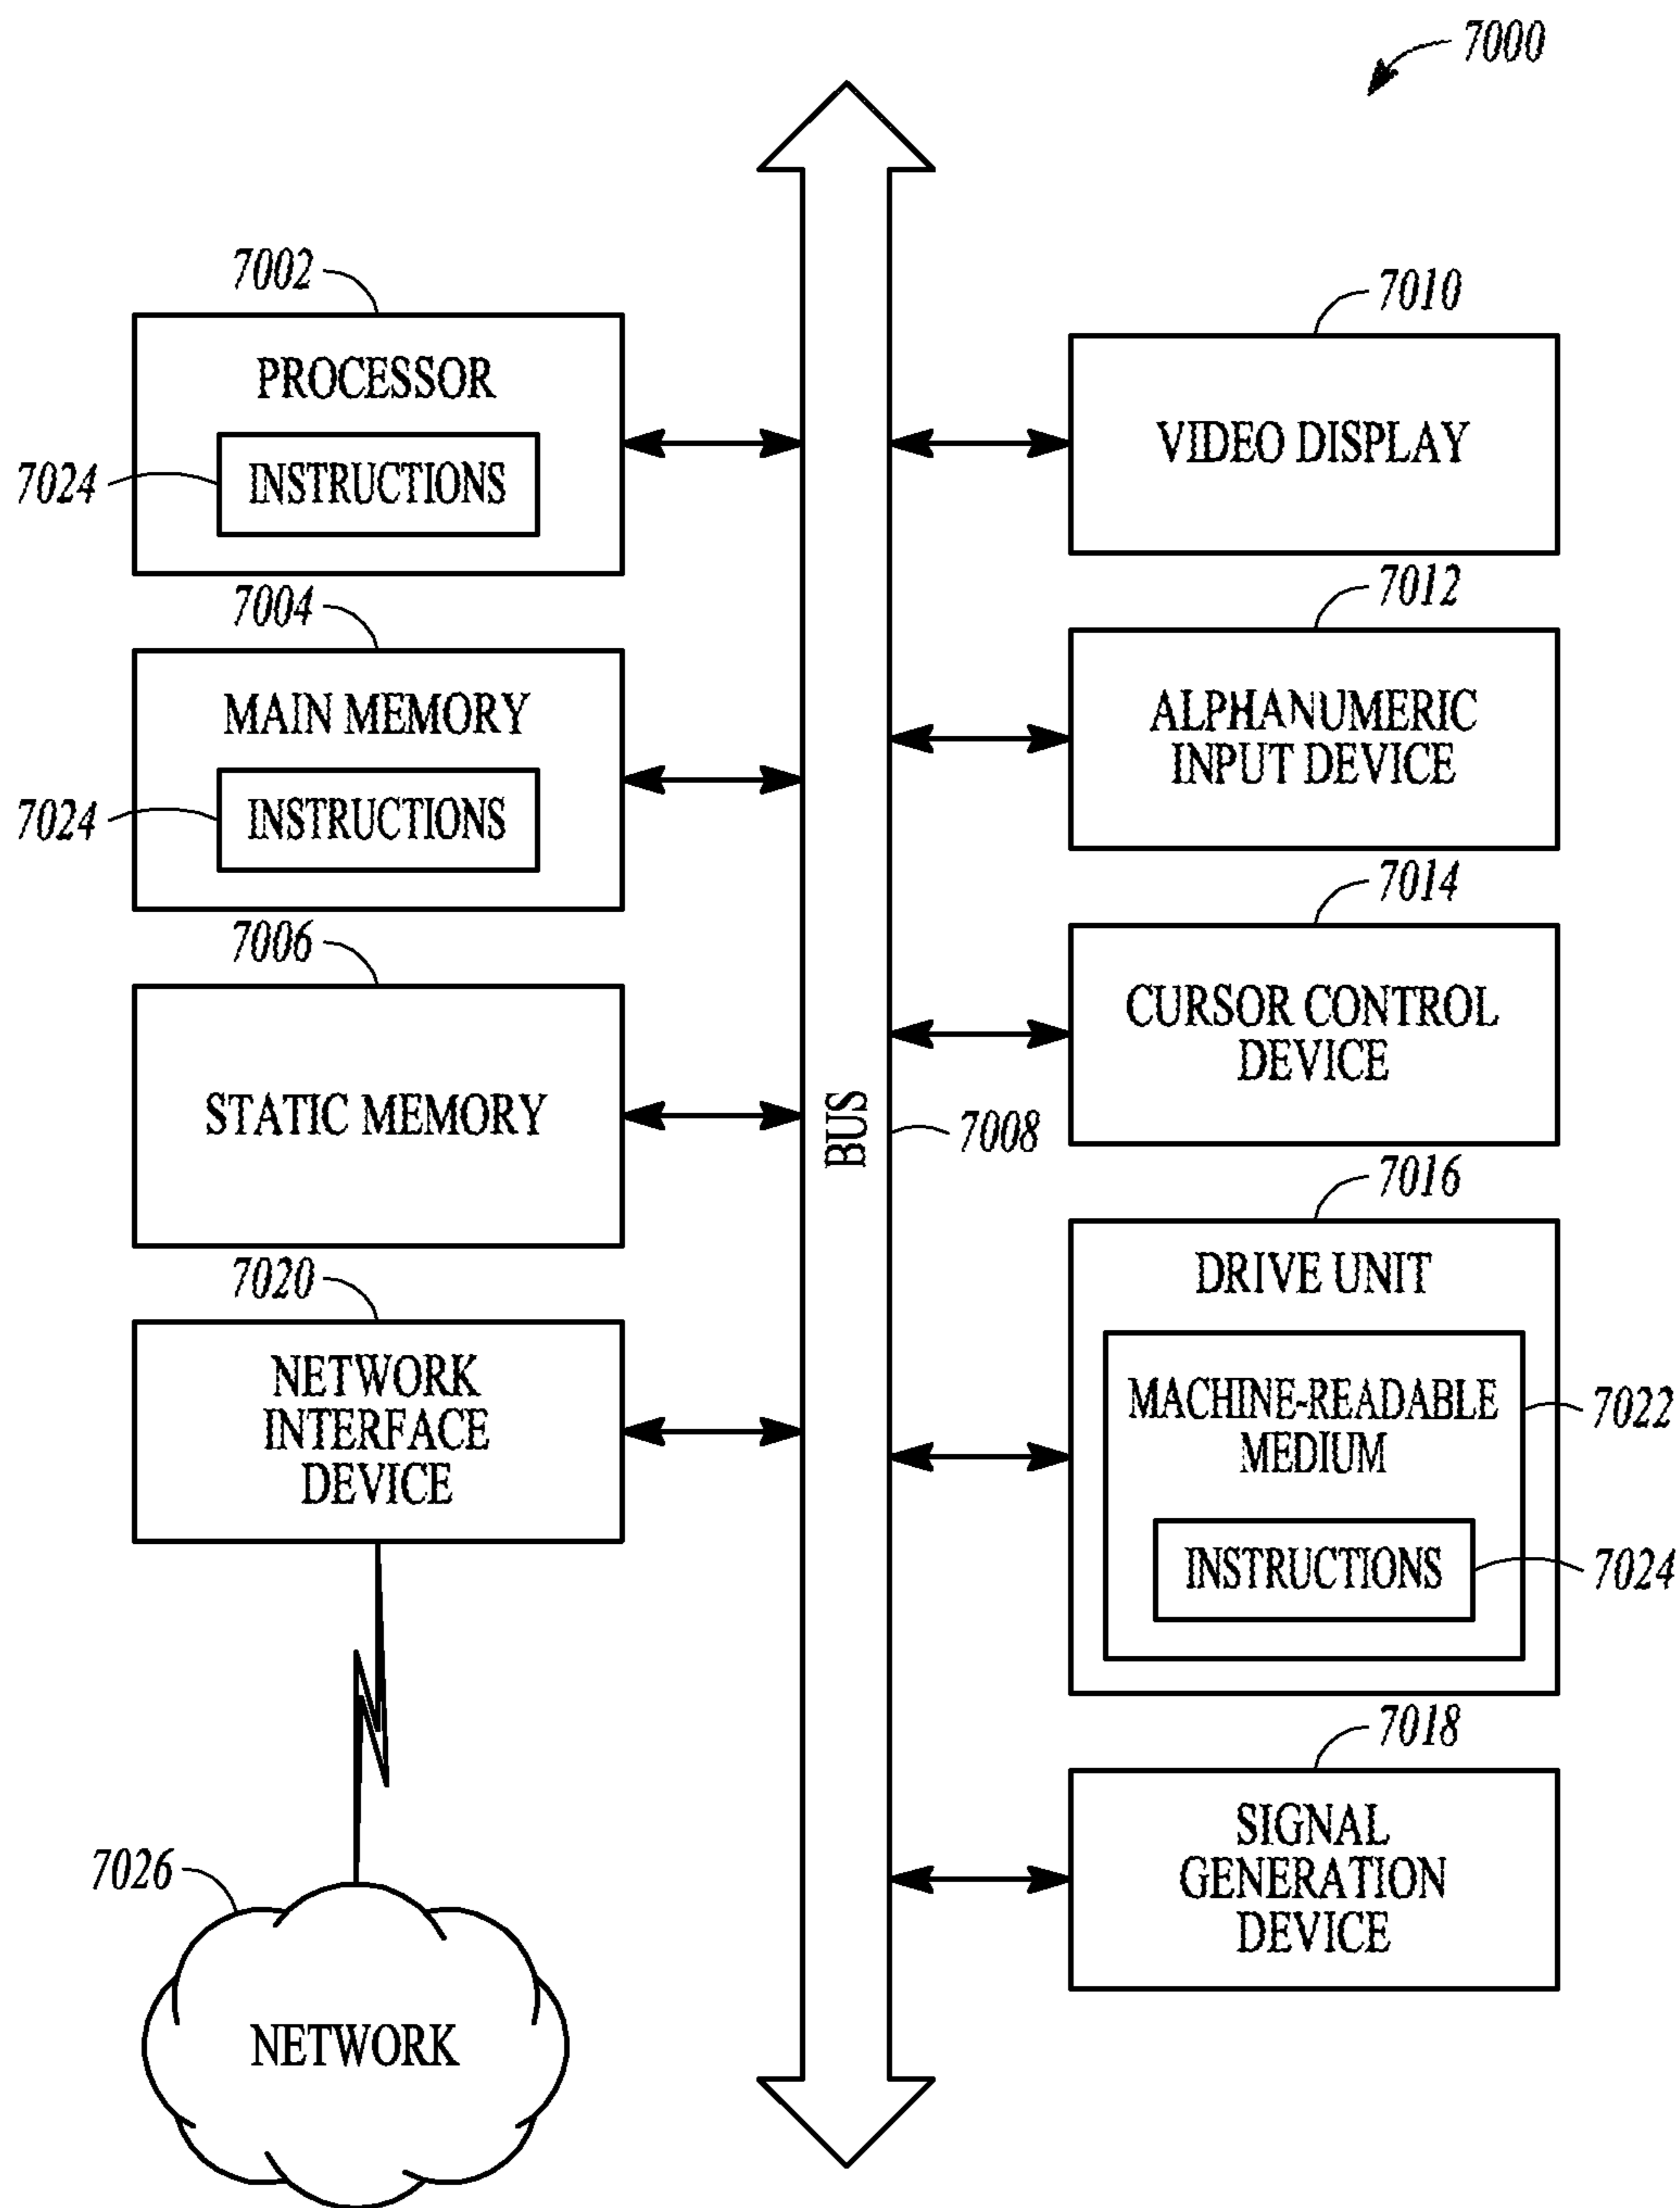 7000
7002
PROCESSOR
7024
INSTRUCTIONS
7004
MAIN MEMORY
7024
INSTRUCTIONS
7006
STATIC MEMORY
7020
NETWORK
INTERFACE
DEVICE
7026
NETWORK
BUS
7008
7010
VIDEO DISPLAY
7012
ALPHANUMERIC
INPUT DEVICE
7014
CURSOR CONTROL
DEVICE
7016
DRIVE UNIT
MACHINE-READABLE
MEDIUM
7022
INSTRUCTIONS
7024
7018
SIGNAL
GENERATION
DEVICE